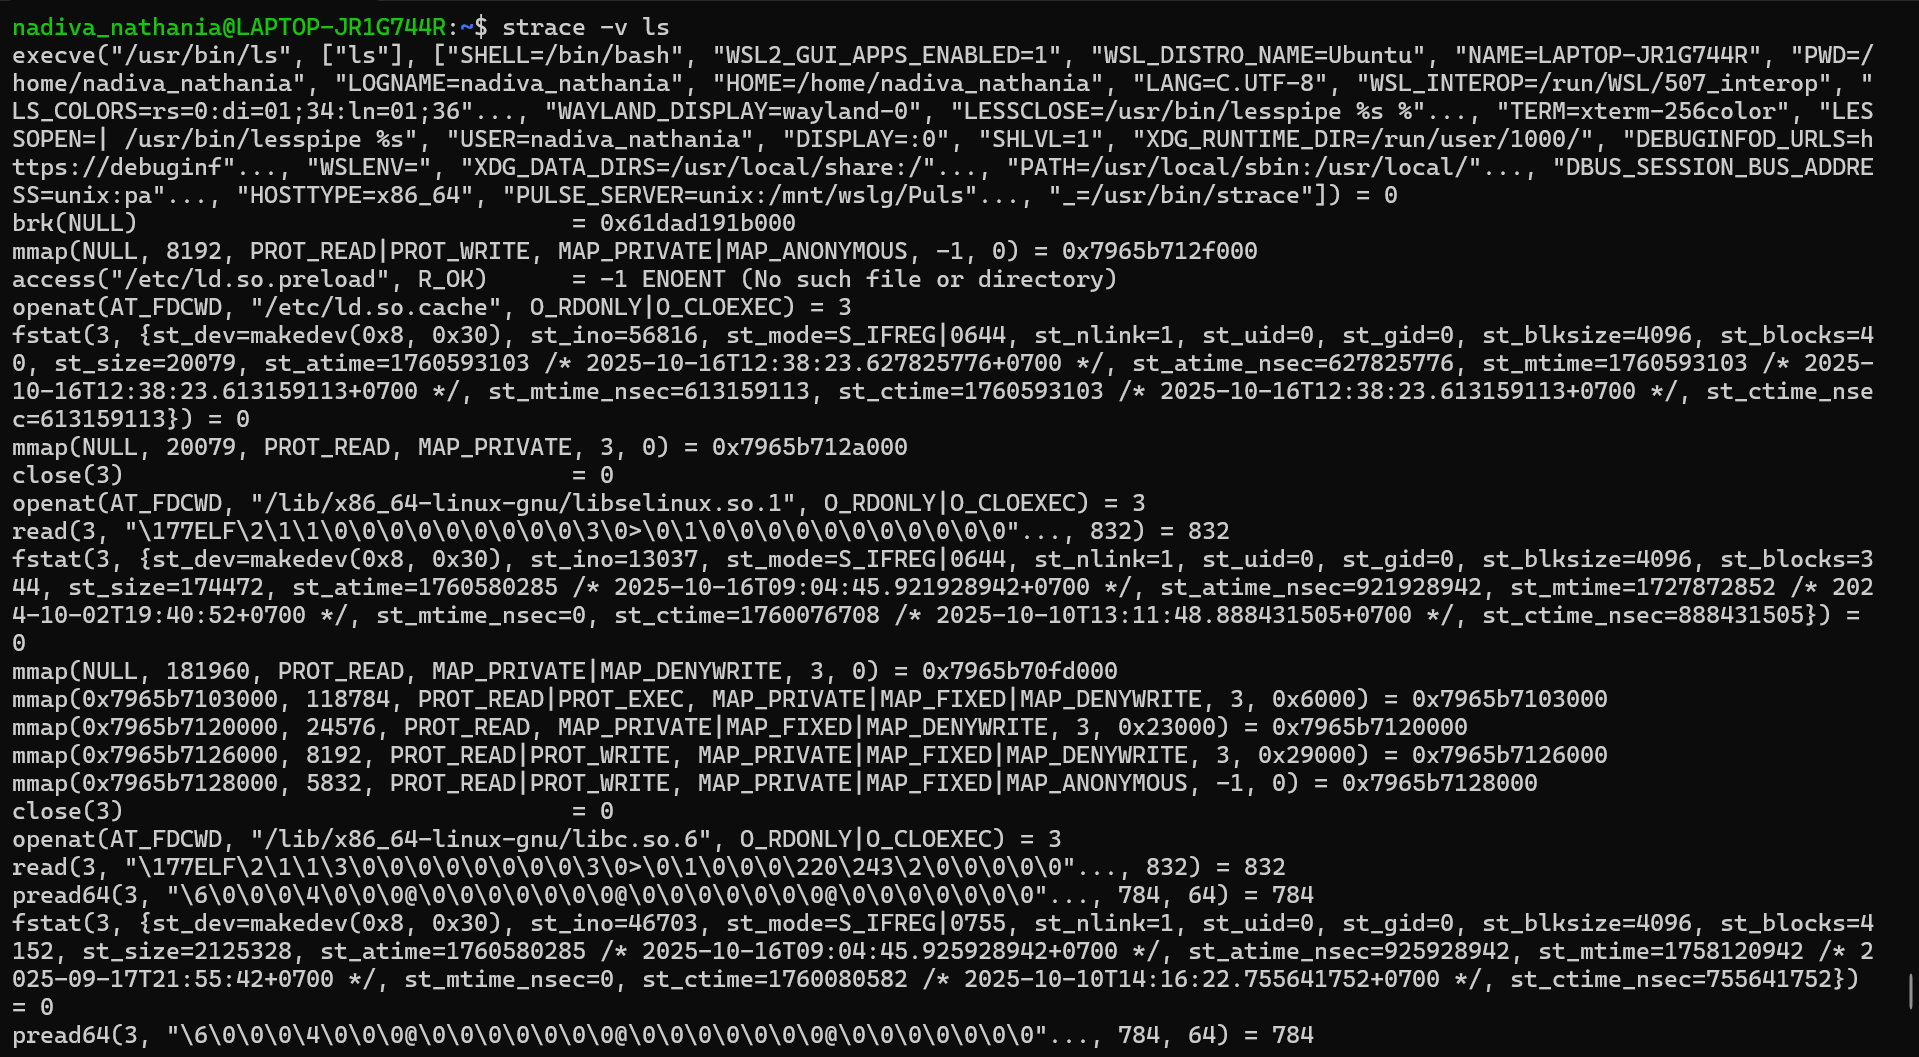 nadiva_nathania@LAPTOP-JR1G744R:~$ strace -v ls
execve("/usr/bin/ls", ["ls"], ["SHELL=/bin/bash", "WSL2_GUI_APPS_ENABLED=1", "WSL_DISTRO_NAME=Ubuntu", "NAME=LAPTOP-JR1G744R", "PWD=/
home/nadiva_nathania", "LOGNAME=nadiva_nathania", "HOME=/home/nadiva_nathania", "LANG=C.UTF-8", "WSL_INTEROP=/run/WSL/507_interop", "
LS_COLORS=rs=0:di=01;34:ln=01;36"..., "WAYLAND_DISPLAY=wayland-0", "LESSCLOSE=/usr/bin/lesspipe %s %"..., "TERM=xterm-256color", "LES
SOPEN=| /usr/bin/lesspipe %s", "USER=nadiva_nathania", "DISPLAY=:0", "SHLVL=1", "XDG_RUNTIME_DIR=/run/user/1000/", "DEBUGINFOD_URLS=h
ttps://debuginf"..., "WSLENV=", "XDG_DATA_DIRS=/usr/local/share:/"..., "PATH=/usr/local/sbin:/usr/local/"..., "DBUS_SESSION_BUS_ADDRE
SS=unix:pa"..., "HOSTTYPE=x86_64", "PULSE_SERVER=unix:/mnt/wslg/Puls"..., "_=/usr/bin/strace"]) = 0
brk(NULL)                               = 0x61dad191b000
mmap(NULL, 8192, PROT_READ|PROT_WRITE, MAP_PRIVATE|MAP_ANONYMOUS, -1, 0) = 0x7965b712f000
access("/etc/ld.so.preload", R_OK)      = -1 ENOENT (No such file or directory)
openat(AT_FDCWD, "/etc/ld.so.cache", O_RDONLY|O_CLOEXEC) = 3
fstat(3, {st_dev=makedev(0x8, 0x30), st_ino=56816, st_mode=S_IFREG|0644, st_nlink=1, st_uid=0, st_gid=0, st_blksize=4096, st_blocks=4
0, st_size=20079, st_atime=1760593103 /* 2025-10-16T12:38:23.627825776+0700 */, st_atime_nsec=627825776, st_mtime=1760593103 /* 2025-
10-16T12:38:23.613159113+0700 */, st_mtime_nsec=613159113, st_ctime=1760593103 /* 2025-10-16T12:38:23.613159113+0700 */, st_ctime_nse
c=613159113}) = 0
mmap(NULL, 20079, PROT_READ, MAP_PRIVATE, 3, 0) = 0x7965b712a000
close(3)                                = 0
openat(AT_FDCWD, "/lib/x86_64-linux-gnu/libselinux.so.1", O_RDONLY|O_CLOEXEC) = 3
read(3, "\177ELF\2\1\1\0\0\0\0\0\0\0\0\0\3\0>\0\1\0\0\0\0\0\0\0\0\0\0\0"..., 832) = 832
fstat(3, {st_dev=makedev(0x8, 0x30), st_ino=13037, st_mode=S_IFREG|0644, st_nlink=1, st_uid=0, st_gid=0, st_blksize=4096, st_blocks=3
44, st_size=174472, st_atime=1760580285 /* 2025-10-16T09:04:45.921928942+0700 */, st_atime_nsec=921928942, st_mtime=1727872852 /* 202
4-10-02T19:40:52+0700 */, st_mtime_nsec=0, st_ctime=1760076708 /* 2025-10-10T13:11:48.888431505+0700 */, st_ctime_nsec=888431505}) =
0
mmap(NULL, 181960, PROT_READ, MAP_PRIVATE|MAP_DENYWRITE, 3, 0) = 0x7965b70fd000
mmap(0x7965b7103000, 118784, PROT_READ|PROT_EXEC, MAP_PRIVATE|MAP_FIXED|MAP_DENYWRITE, 3, 0x6000) = 0x7965b7103000
mmap(0x7965b7120000, 24576, PROT_READ, MAP_PRIVATE|MAP_FIXED|MAP_DENYWRITE, 3, 0x23000) = 0x7965b7120000
mmap(0x7965b7126000, 8192, PROT_READ|PROT_WRITE, MAP_PRIVATE|MAP_FIXED|MAP_DENYWRITE, 3, 0x29000) = 0x7965b7126000
mmap(0x7965b7128000, 5832, PROT_READ|PROT_WRITE, MAP_PRIVATE|MAP_FIXED|MAP_ANONYMOUS, -1, 0) = 0x7965b7128000
close(3)                                = 0
openat(AT_FDCWD, "/lib/x86_64-linux-gnu/libc.so.6", O_RDONLY|O_CLOEXEC) = 3
read(3, "\177ELF\2\1\1\3\0\0\0\0\0\0\0\0\3\0>\0\1\0\0\0\220\243\2\0\0\0\0\0"..., 832) = 832
pread64(3, "\6\0\0\0\4\0\0\0@\0\0\0\0\0\0\0@\0\0\0\0\0\0\0@\0\0\0\0\0\0\0"..., 784, 64) = 784
fstat(3, {st_dev=makedev(0x8, 0x30), st_ino=46703, st_mode=S_IFREG|0755, st_nlink=1, st_uid=0, st_gid=0, st_blksize=4096, st_blocks=4
152, st_size=2125328, st_atime=1760580285 /* 2025-10-16T09:04:45.925928942+0700 */, st_atime_nsec=925928942, st_mtime=1758120942 /* 2
025-09-17T21:55:42+0700 */, st_mtime_nsec=0, st_ctime=1760080582 /* 2025-10-10T14:16:22.755641752+0700 */, st_ctime_nsec=755641752})
= 0
pread64(3, "\6\0\0\0\4\0\0\0@\0\0\0\0\0\0\0@\0\0\0\0\0\0\0@\0\0\0\0\0\0\0"..., 784, 64) = 784